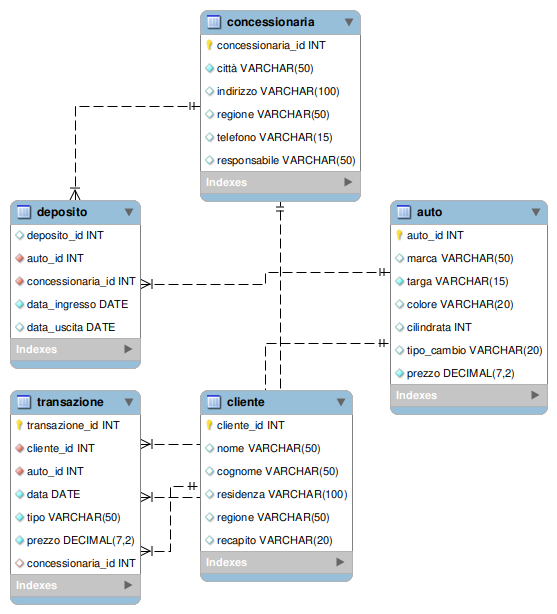 concessionaria
concessionaria_id INT
città VARCHAR(50)
indirizzo VARCHAR(100)
regione VARCHAR(50)
telefono VARCHAR(15)
responsabile VARCHAR(50)
Indexes
deposito
deposito_id INT
auto_id INT
concessionaria_id INT
data_ingresso DATE
data_uscita DATE
Indexes
auto
auto_id INT
marca VARCHAR(50)
targa VARCHAR(15)
colore VARCHAR(20)
cilindrata INT
tipo_cambio VARCHAR(20)
prezzo DECIMAL(7,2)
Indexes
transazione
transazione_id INT
cliente_id INT
auto_id INT
data DATE
tipo VARCHAR(50)
prezzo DECIMAL(7,2)
concessionaria_id INT
Indexes
cliente
cliente_id INT
nome VARCHAR(50)
cognome VARCHAR(50)
residenza VARCHAR(100)
regione VARCHAR(50)
recapito VARCHAR(20)
Indexes